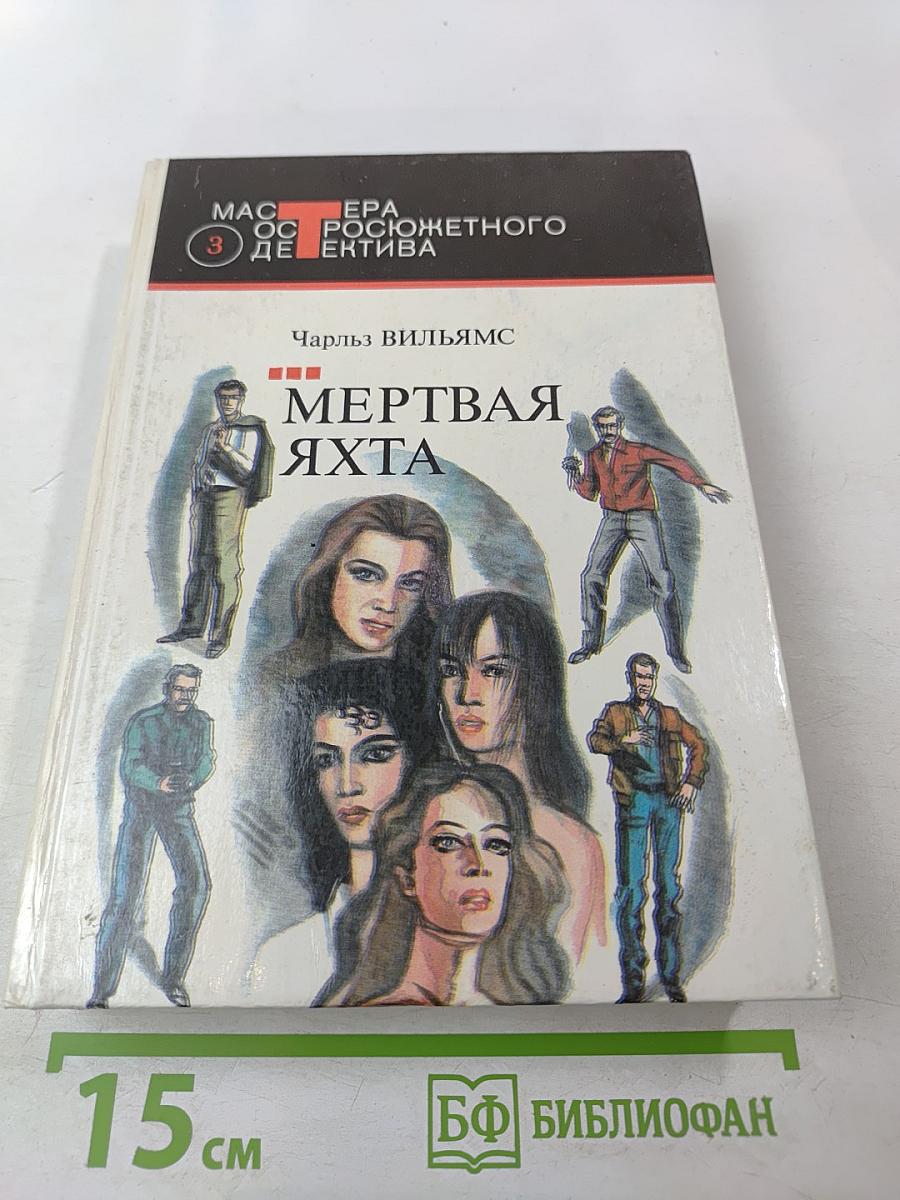 МАСТЕРА
ОСТРОСЮЖЕТНОГО
3 ДЕТЕКТИВА
Чарльз ВИЛЬЯМС
МЕРТВАЯ
ЯХТА
15 см
БФ БИБЛИОФАН